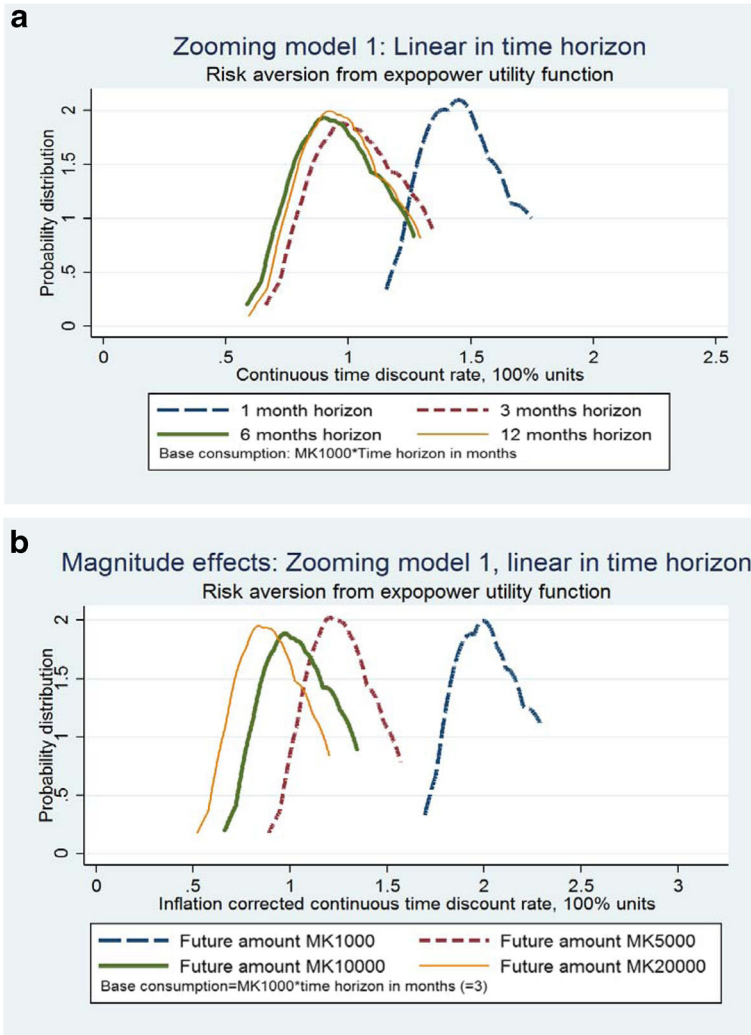 a
Zooming model 1: Linear in time horizon
Risk aversion from expopower utility function
Probability distribution
2
1.5
1
.5
0
0 .5 1 1.5 2 2.5
Continuous time discount rate, 100% units
1 month horizon 3 months horizon
6 months horizon 12 months horizon
Base consumption: MK1000*Time horizon in months
b
Magnitude effects: Zooming model 1, linear in time horizon
Risk aversion from expopower utility function
Probability distribution
2
1.5
1
.5
0
0 .5 1 1.5 2 2.5 3
Inflation corrected continuous time discount rate, 100% units
Future amount MK1000 Future amount MK5000
Future amount MK10000 Future amount MK20000
Base consumption=MK1000*time horizon in months (=3)